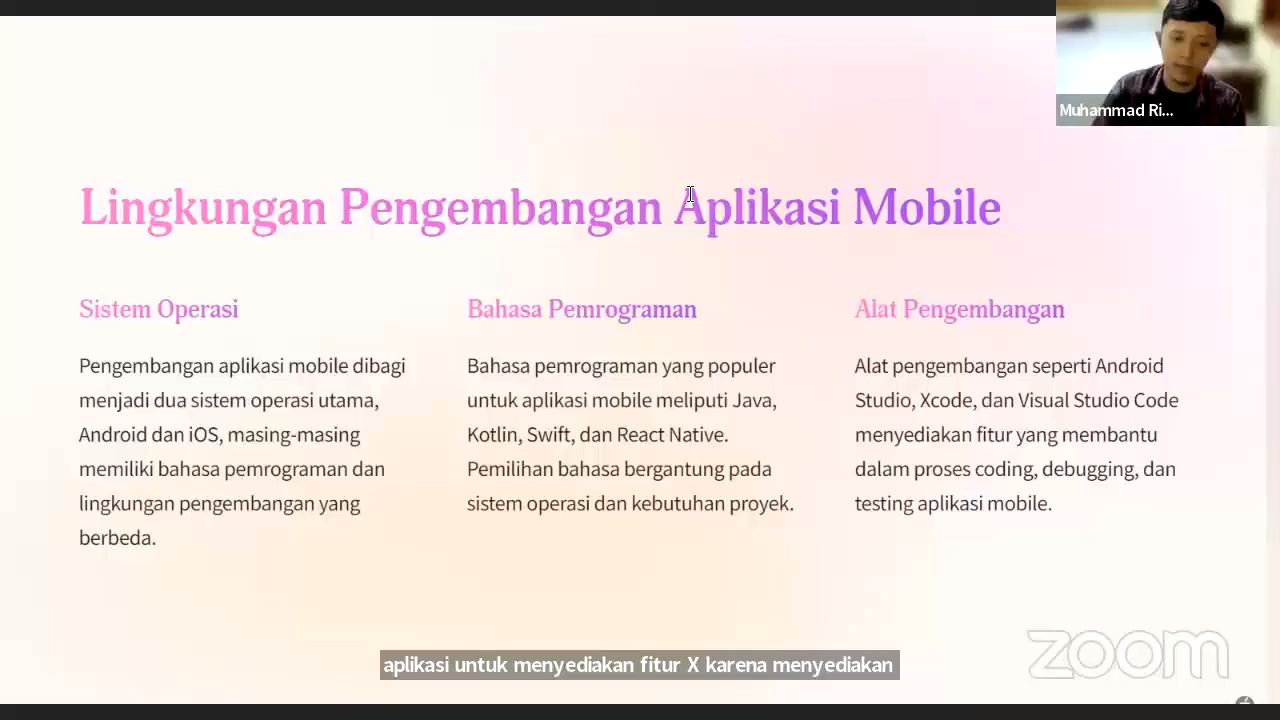 Muhammad Ri...
Lingkungan Pengembangan Aplikasi Mobile
Sistem Operasi
Pengembangan aplikasi mobile dibagi
menjadi dua sistem operasi utama,
Android dan iOS, masing-masing
memiliki bahasa pemrograman dan
lingkungan pengembangan yang
berbeda.
Bahasa Pemrograman
Bahasa pemrograman yang populer
untuk aplikasi mobile meliputi Java,
Kotlin, Swift, dan React Native.
Pemilihan bahasa bergantung pada
sistem operasi dan kebutuhan proyek.
Alat Pengembangan
Alat pengembangan seperti Android
Studio, Xcode, dan Visual Studio Code
menyediakan fitur yang membantu
dalam proses coding, debugging, dan
testing aplikasi mobile.
aplikasi untuk menyediakan fitur X karena menyediakan
zoom